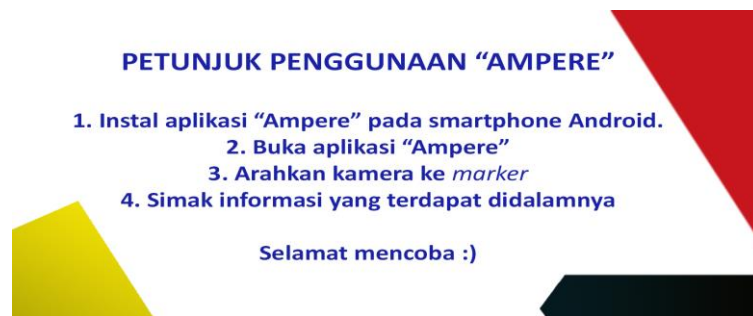 PETUNJUK PENGGUNAAN “AMPERE”
1. Instal aplikasi “Ampere” pada smartphone Android.
2. Buka aplikasi “Ampere”
3. Arahkan kamera ke marker
4. Simak informasi yang terdapat didalamnya
Selamat mencoba :)